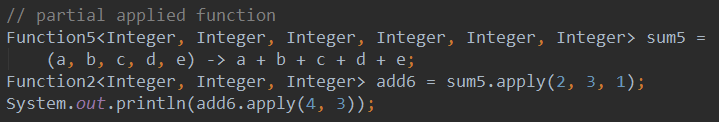 // partial applied function
Function5<Integer, Integer, Integer, Integer, Integer, Integer> sum5 =
(a, b, c, d, e) -> a + b + c + d + e;
Function2<Integer, Integer, Integer> add6 = sum5.apply(2, 3, 1);
System.out.println(add6.apply(4, 3));